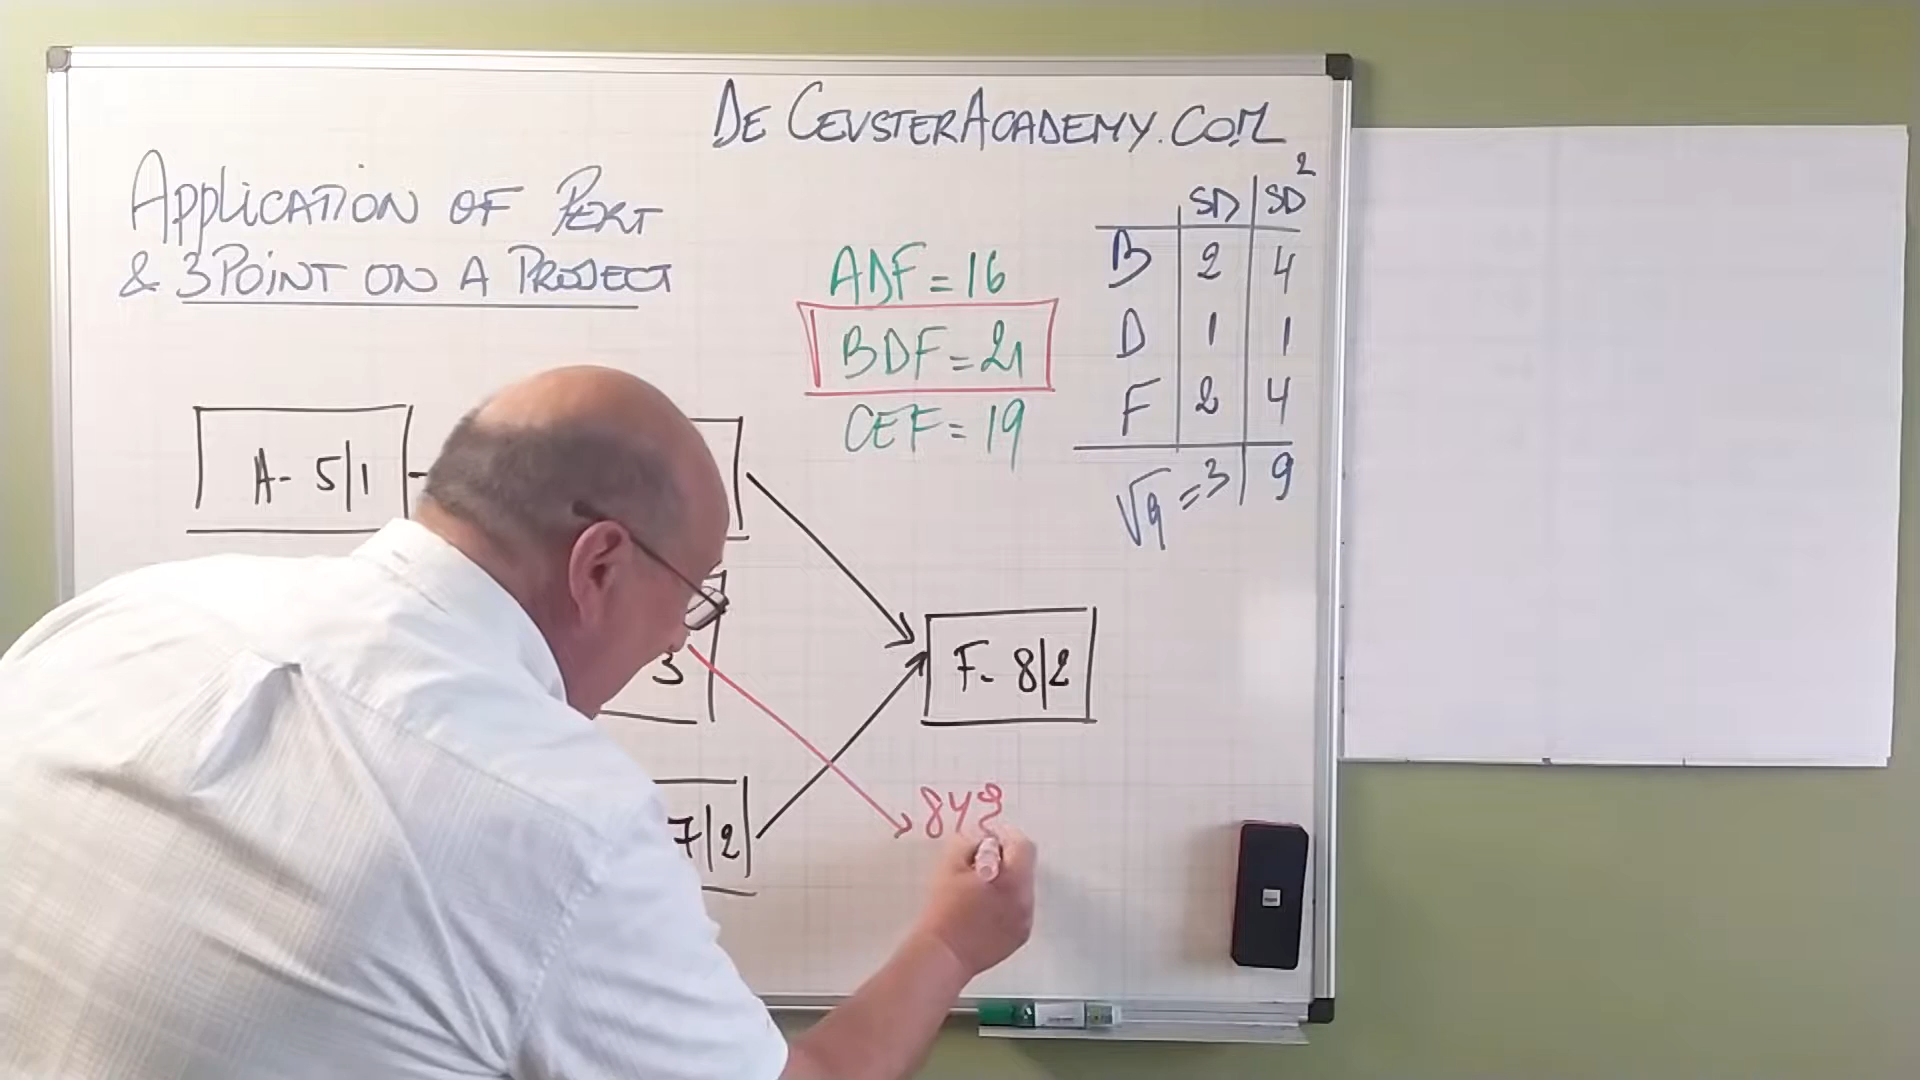 DE CEUSTERACADEMY.COM
APPLICATION OF PERT
& 3POINT ON A PROJECT
ADF = 16
BDF = 21
CEF = 19
SD SD²
B 2 4
D 1 1
F 2 4
√9 = 3 9
A- 5|1
3
F- 8|2
7|2
84%